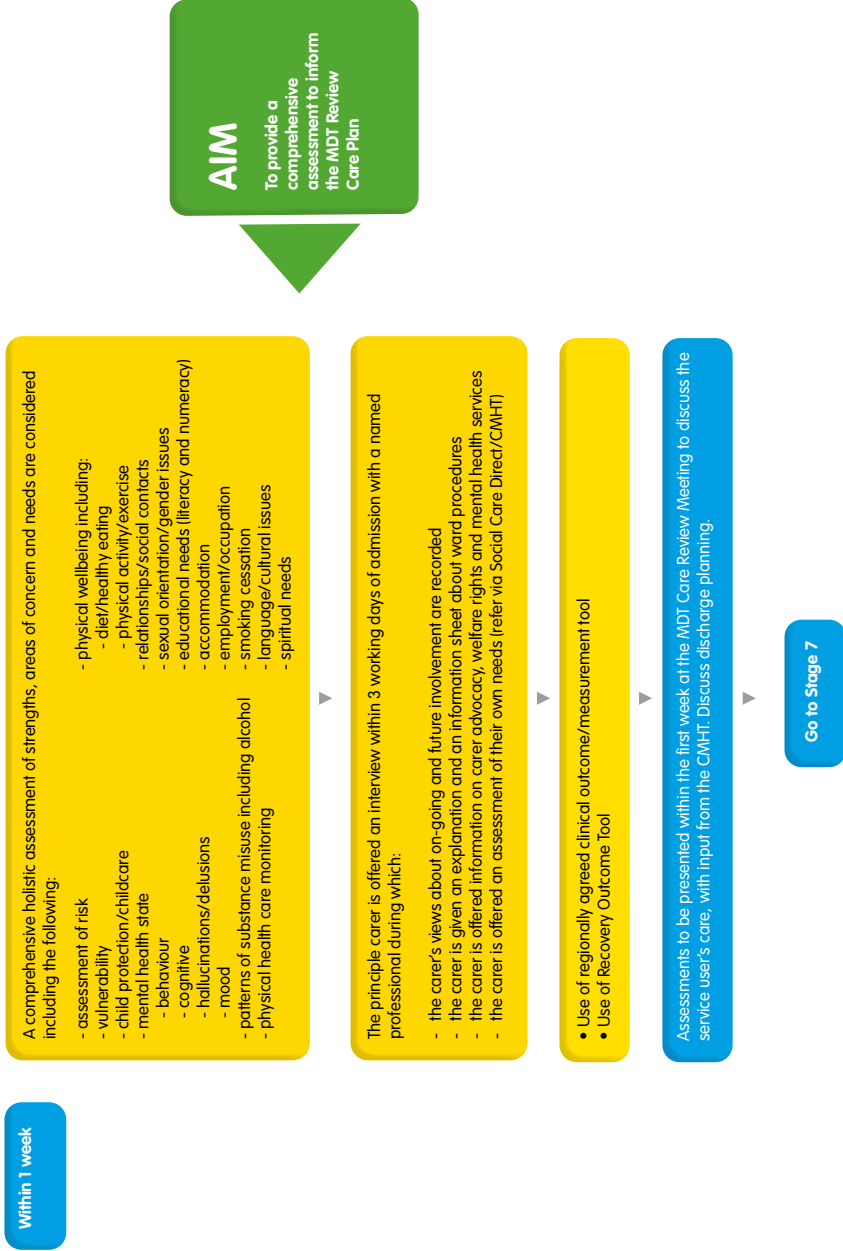 Within 1 week
A comprehensive holistic assessment of strengths, areas of concern and needs are considered
including the following:
- assessment of risk
- vulnerability
- child protection/childcare
- mental health state
- behaviour
- cognitive
- hallucinations/delusions
- mood
- patterns of substance misuse including alcohol
- physical health care monitoring
- physical wellbeing including:
- diet/healthy eating
- physical activity/exercise
- relationships/social contacts
- sexual orientation/gender issues
- educational needs (literacy and numeracy)
- accommodation
- employment/occupation
- smoking cessation
- language/cultural issues
- spiritual needs
The principle carer is offered an interview within 3 working days of admission with a named
professional during which:
- the carer's views about on-going and future involvement are recorded
- the carer is given an explanation and an information sheet about ward procedures
- the carer is offered information on carer advocacy, welfare rights and mental health services
- the carer is offered an assessment of their own needs (refer via Social Care Direct/CMHT)
• Use of regionally agreed clinical outcome/measurement tool
• Use of Recovery Outcome Tool
Assessments to be presented within the first week at the MDT Care Review Meeting to discuss the
service user's care, with input from the CMHT. Discuss discharge planning.
Go to Stage 7
AIM
To provide a
comprehensive
assessment to inform
the MDT Review
Care Plan